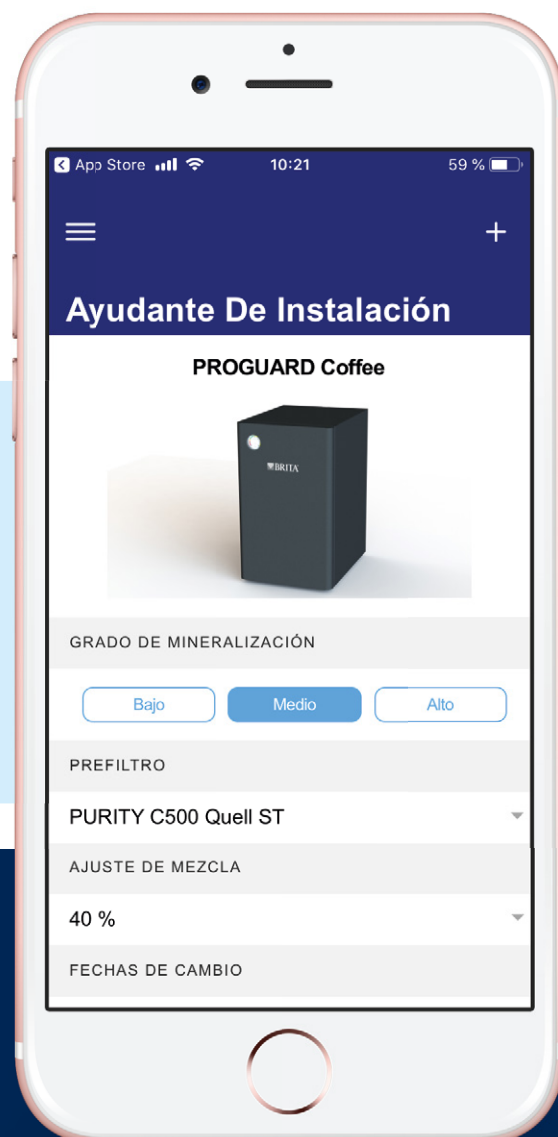 App Store 10:21 59 %
Ayudante De Instalación
PROGUARD Coffee
BRITA
GRADO DE MINERALIZACIÓN
Bajo Medio Alto
PREFILTRO
PURITY C500 Quell ST
AJUSTE DE MEZCLA
40 %
FECHAS DE CAMBIO